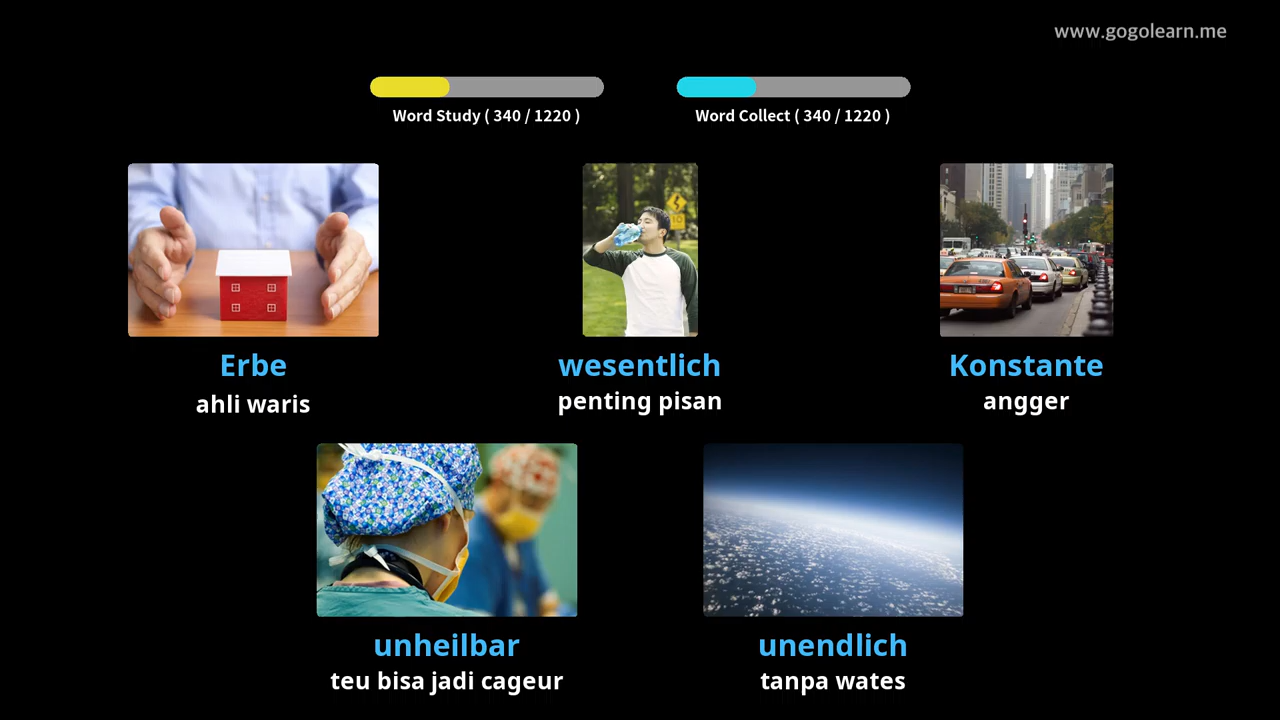 www.gogolearn.me
Word Study ( 340 / 1220 )
Word Collect ( 340 / 1220 )
Erbe
ahli waris
wesentlich
penting pisan
Konstante
angger
unheilbar
teu bisa jadi cageur
unendlich
tanpa wates